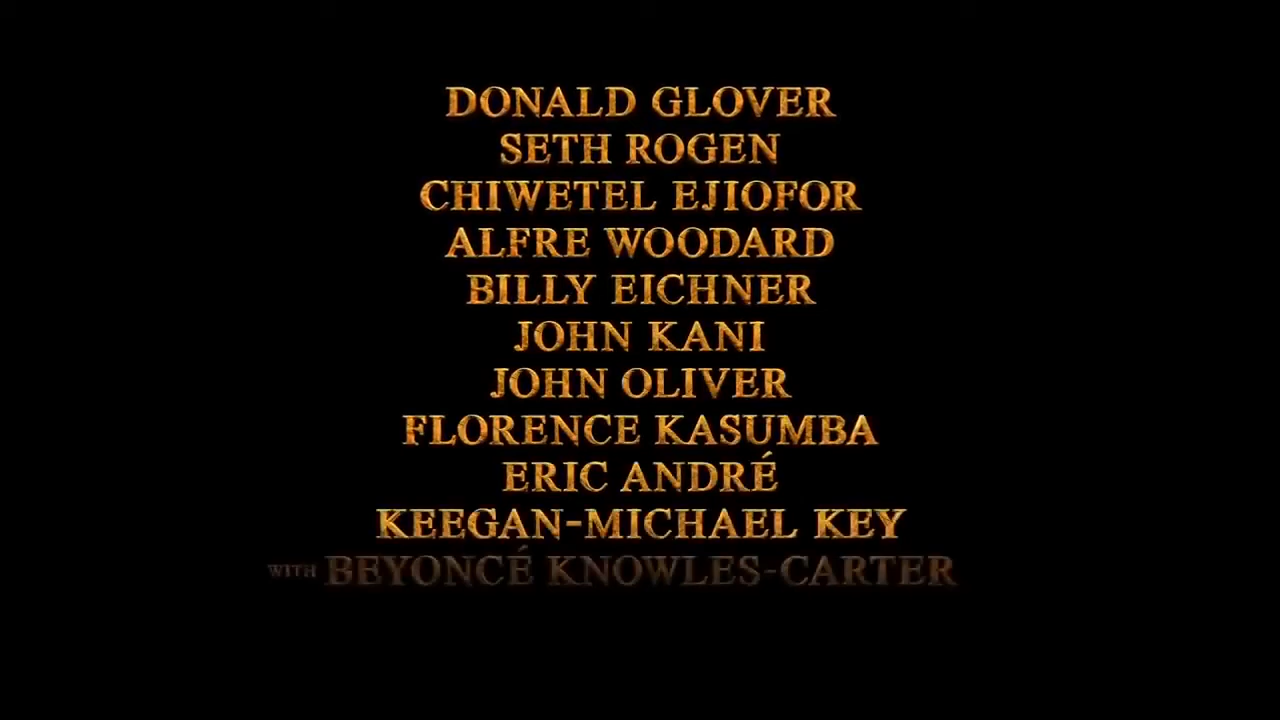 DONALD GLOVER
SETH ROGEN
CHIWETEL EJIOFOR
ALFRE WOODARD
BILLY EICHNER
JOHN KANI
JOHN OLIVER
FLORENCE KASUMBA
ERIC ANDRÉ
KEEGAN-MICHAEL KEY
WITH BEYONCÉ KNOWLES-CARTER